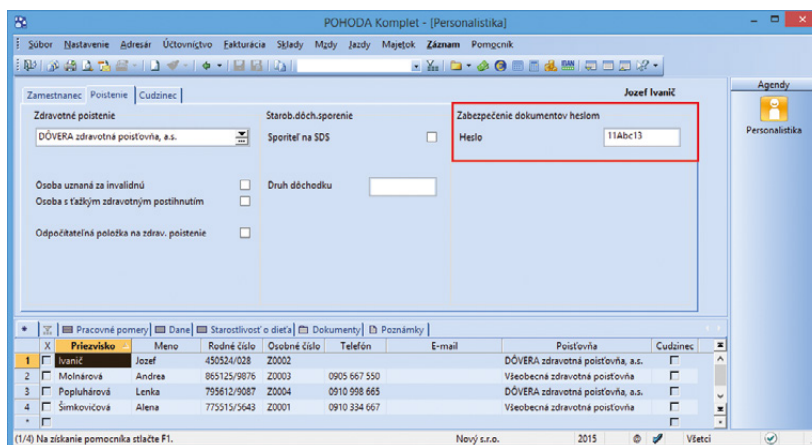 POHODA Komplet - [Personalistika]
Súbor Nastavenie Adresár Účtovníctvo Fakturácia Sklady Mzdy Jazdy Majetok Záznam Pomocník
Agendy
Personalistika
Zamestnanec Poistenie Cudzinec Jozef Ivanič
Zdravotné poistenie Starob.dôch.sporenie Zabezpečenie dokumentov heslom
DÔVERA zdravotná poisťovňa, a.s. Sporiteľ na SDS Heslo 11Abc13
Osoba uznaná za invalidnú Druh dôchodku
Osoba s ťažkým zdravotným postihnutím
Odpočítateľná položka na zdrav. poistenie
Pracovné pomery Dane Starostlivosť o dieťa Dokumenty Poznámky
X Priezvisko Meno Rodné číslo Osobné číslo Telefón E-mail Poisťovňa Cudzinec
1 Ivanič Jozef 450524/028 Z0002 DÔVERA zdravotná poisťovňa, a.s.
2 Molnárová Andrea 865125/9876 Z0003 0905 667 550 Všeobecná zdravotná poisťovňa
3 Popluhárová Lenka 795612/9087 Z0004 0910 998 665 DÔVERA zdravotná poisťovňa, a.s.
4 Šimkovičová Alena 775515/5643 Z0001 0910 334 667 Všeobecná zdravotná poisťovňa
(1/4) Na získanie pomocníka stlačte F1. Nový s.r.o. 2015 @ Všetci